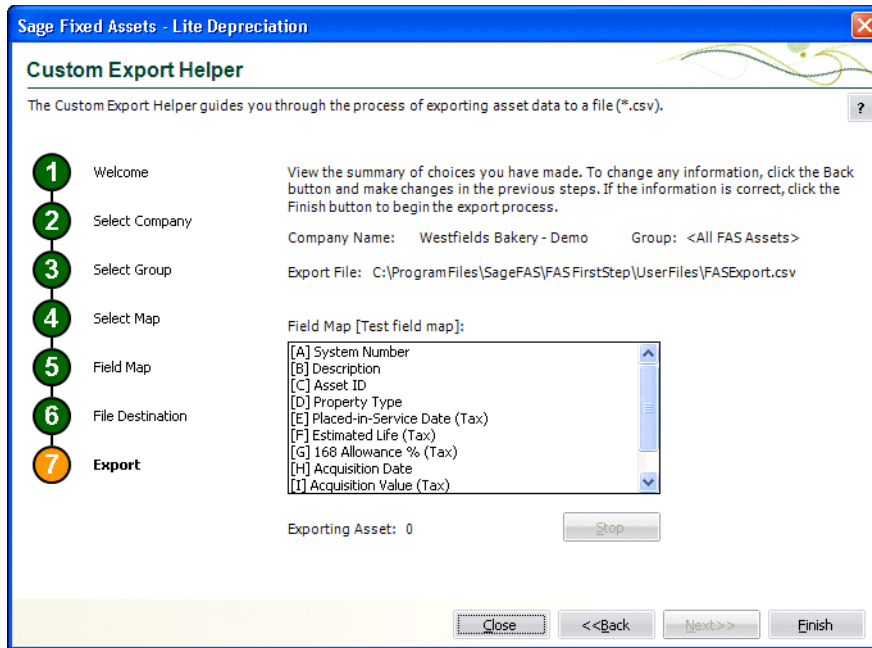 Sage Fixed Assets - Lite Depreciation
Custom Export Helper
The Custom Export Helper guides you through the process of exporting asset data to a file (*.csv).
?
1 Welcome
2 Select Company
3 Select Group
4 Select Map
5 Field Map
6 File Destination
7 Export
View the summary of choices you have made. To change any information, click the Back
button and make changes in the previous steps. If the information is correct, click the
Finish button to begin the export process.
Company Name: Westfields Bakery - Demo Group: <All FAS Assets>
Export File: C:\ProgramFiles\SageFAS\FASFirstStep\UserFiles\FASExport.csv
Field Map [Test field map]:
[A] System Number
[B] Description
[C] Asset ID
[D] Property Type
[E] Placed-in-Service Date (Tax)
[F] Estimated Life (Tax)
[G] 168 Allowance % (Tax)
[H] Acquisition Date
[I] Acquisition Value (Tax)
Exporting Asset: 0 Stop
Close <<Back Next>> Finish